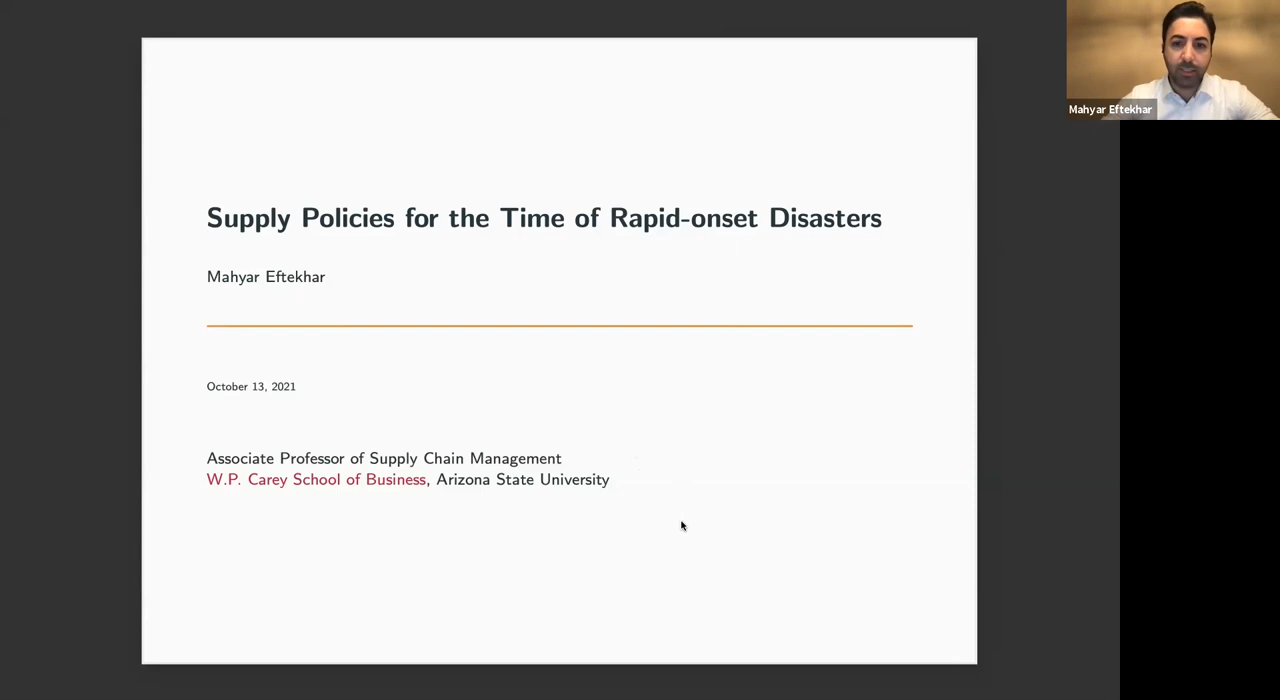 Supply Policies for the Time of Rapid-onset Disasters
Mahyar Eftekhar
October 13, 2021
Associate Professor of Supply Chain Management
W.P. Carey School of Business, Arizona State University
Mahyar Eftekhar